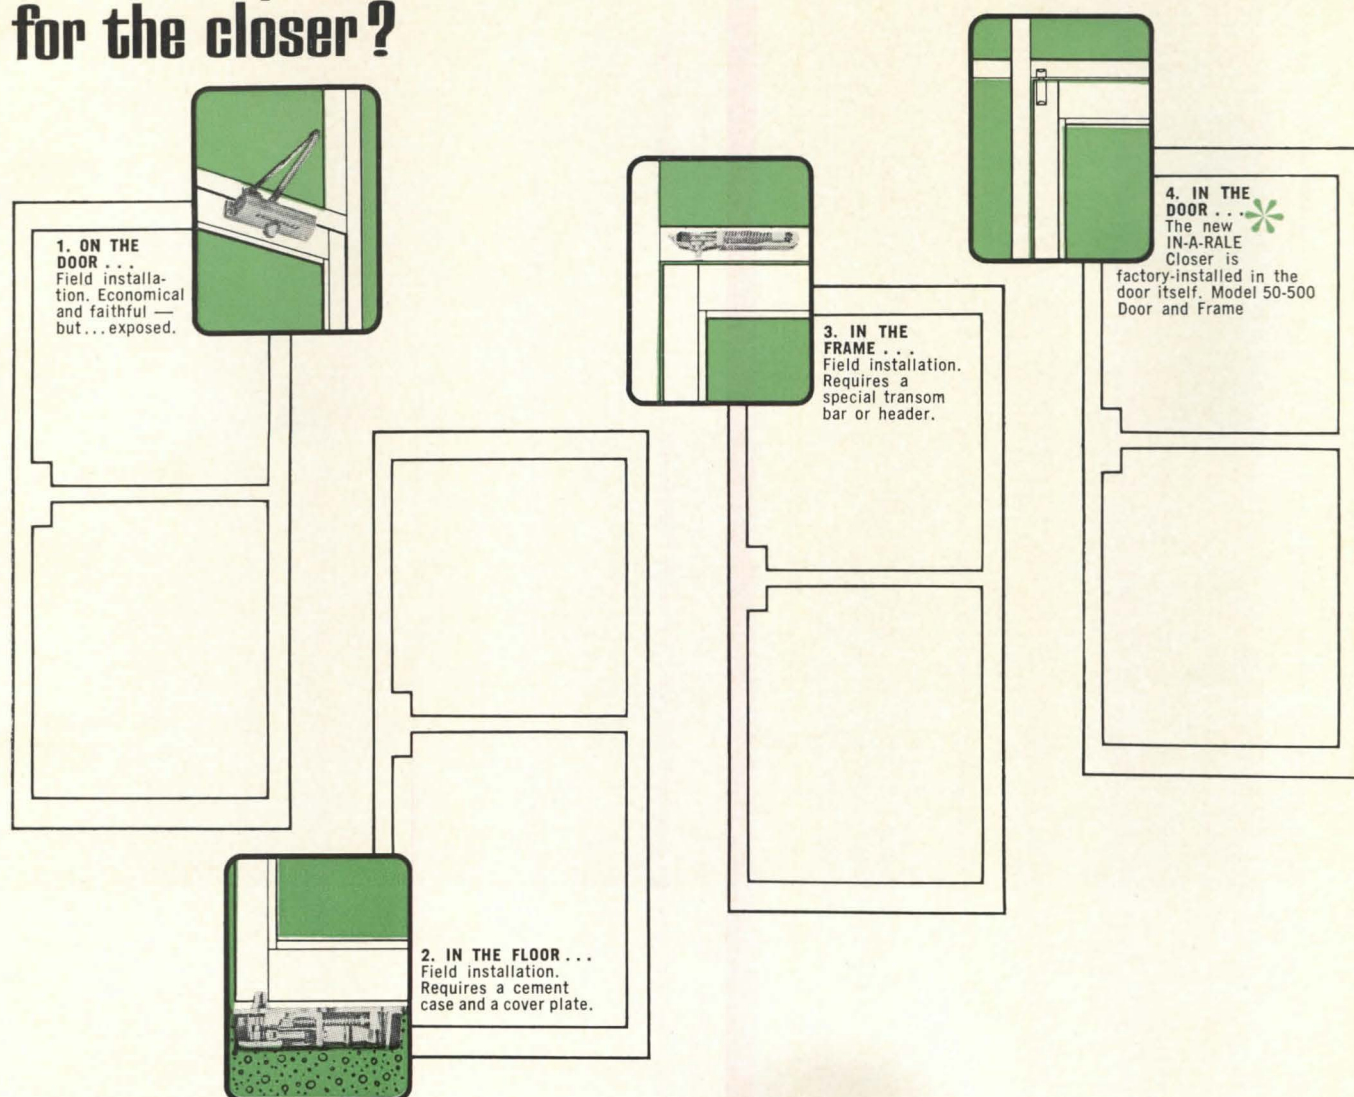 for the closer?
1. ON THE
DOOR...
Field installa-
tion. Economical
and faithful —
but...exposed.
2. IN THE FLOOR...
Field installation.
Requires a cement
case and a cover plate.
3. IN THE
FRAME...
Field installation.
Requires a
special transom
bar or header.
4. IN THE
DOOR...*
The new
IN-A-RALE
Closer is
factory-installed in the
door itself. Model 50-500
Door and Frame